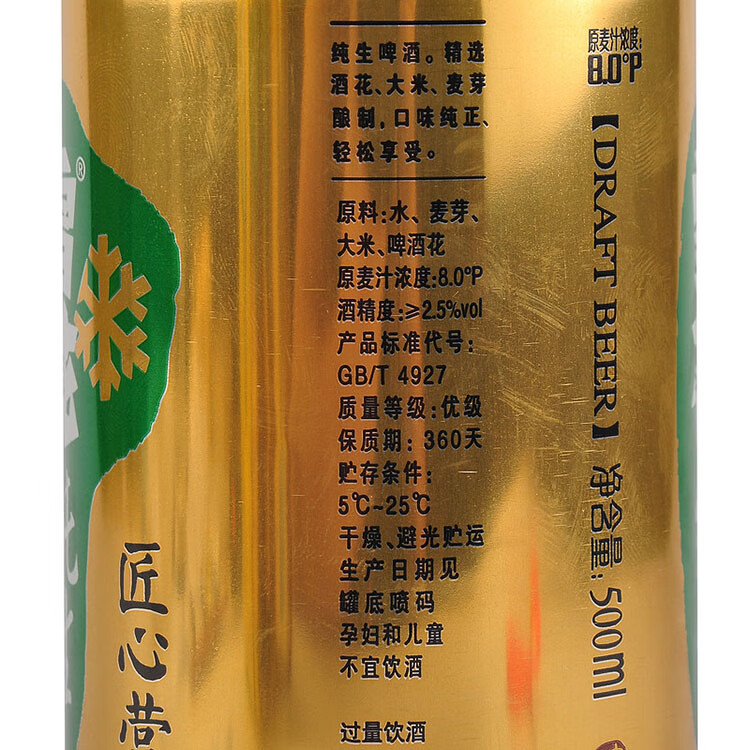 纯生啤酒。精选
酒花、大米、麦芽
酿制,口味纯正、
轻松享受。
原料:水、麦芽、
大米、啤酒花
原麦汁浓度:8.0°P
酒精度:≥2.5%vol
产品标准代号:
GB/T 4927
质量等级:优级
保质期: 360天
贮存条件:
5℃~25℃
干燥、避光贮运
生产日期见
罐底喷码
孕妇和儿童
不宜饮酒
过量饮酒
原麦汁浓度:
8.0°P
【DRAFT BEER】净含量: 500ml
匠心营
®